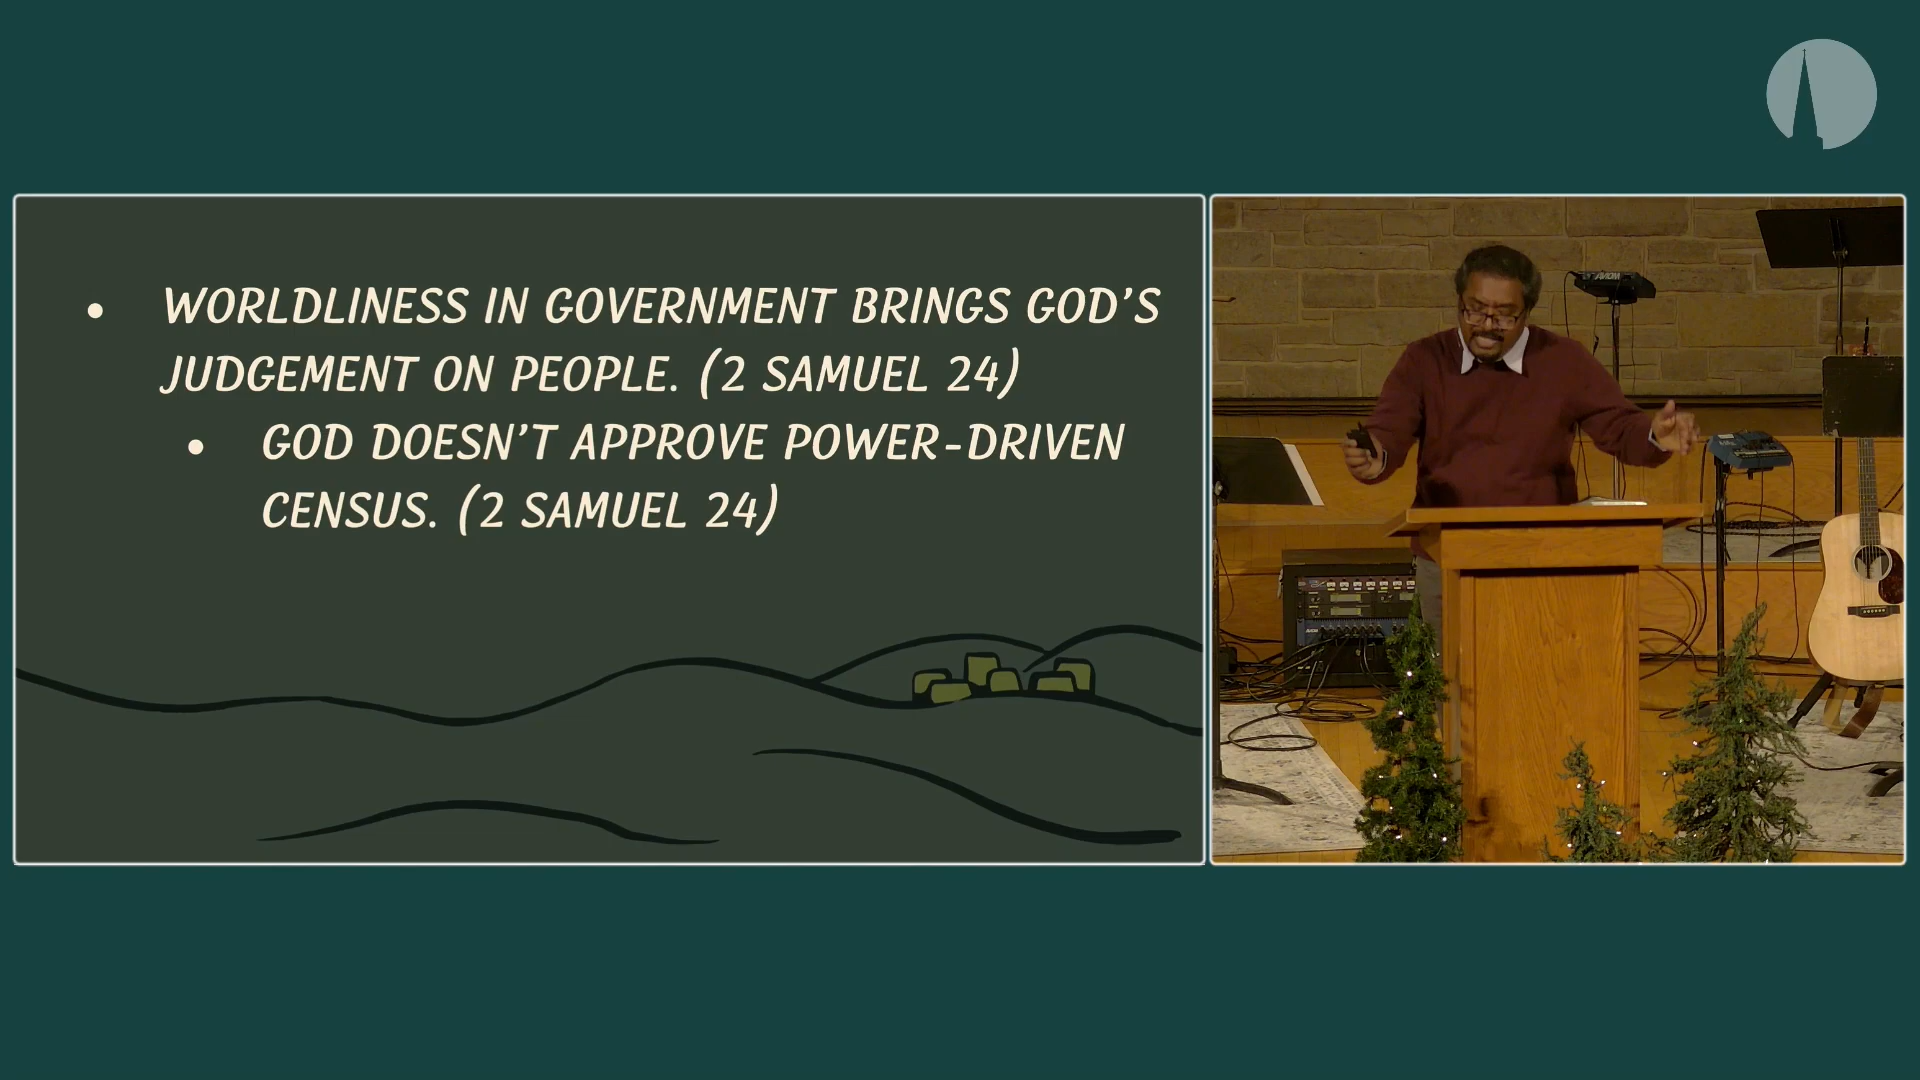 • WORLDLINESS IN GOVERNMENT BRINGS GOD'S
JUDGEMENT ON PEOPLE. (2 SAMUEL 24)
• GOD DOESN'T APPROVE POWER-DRIVEN
CENSUS. (2 SAMUEL 24)
AVIOM